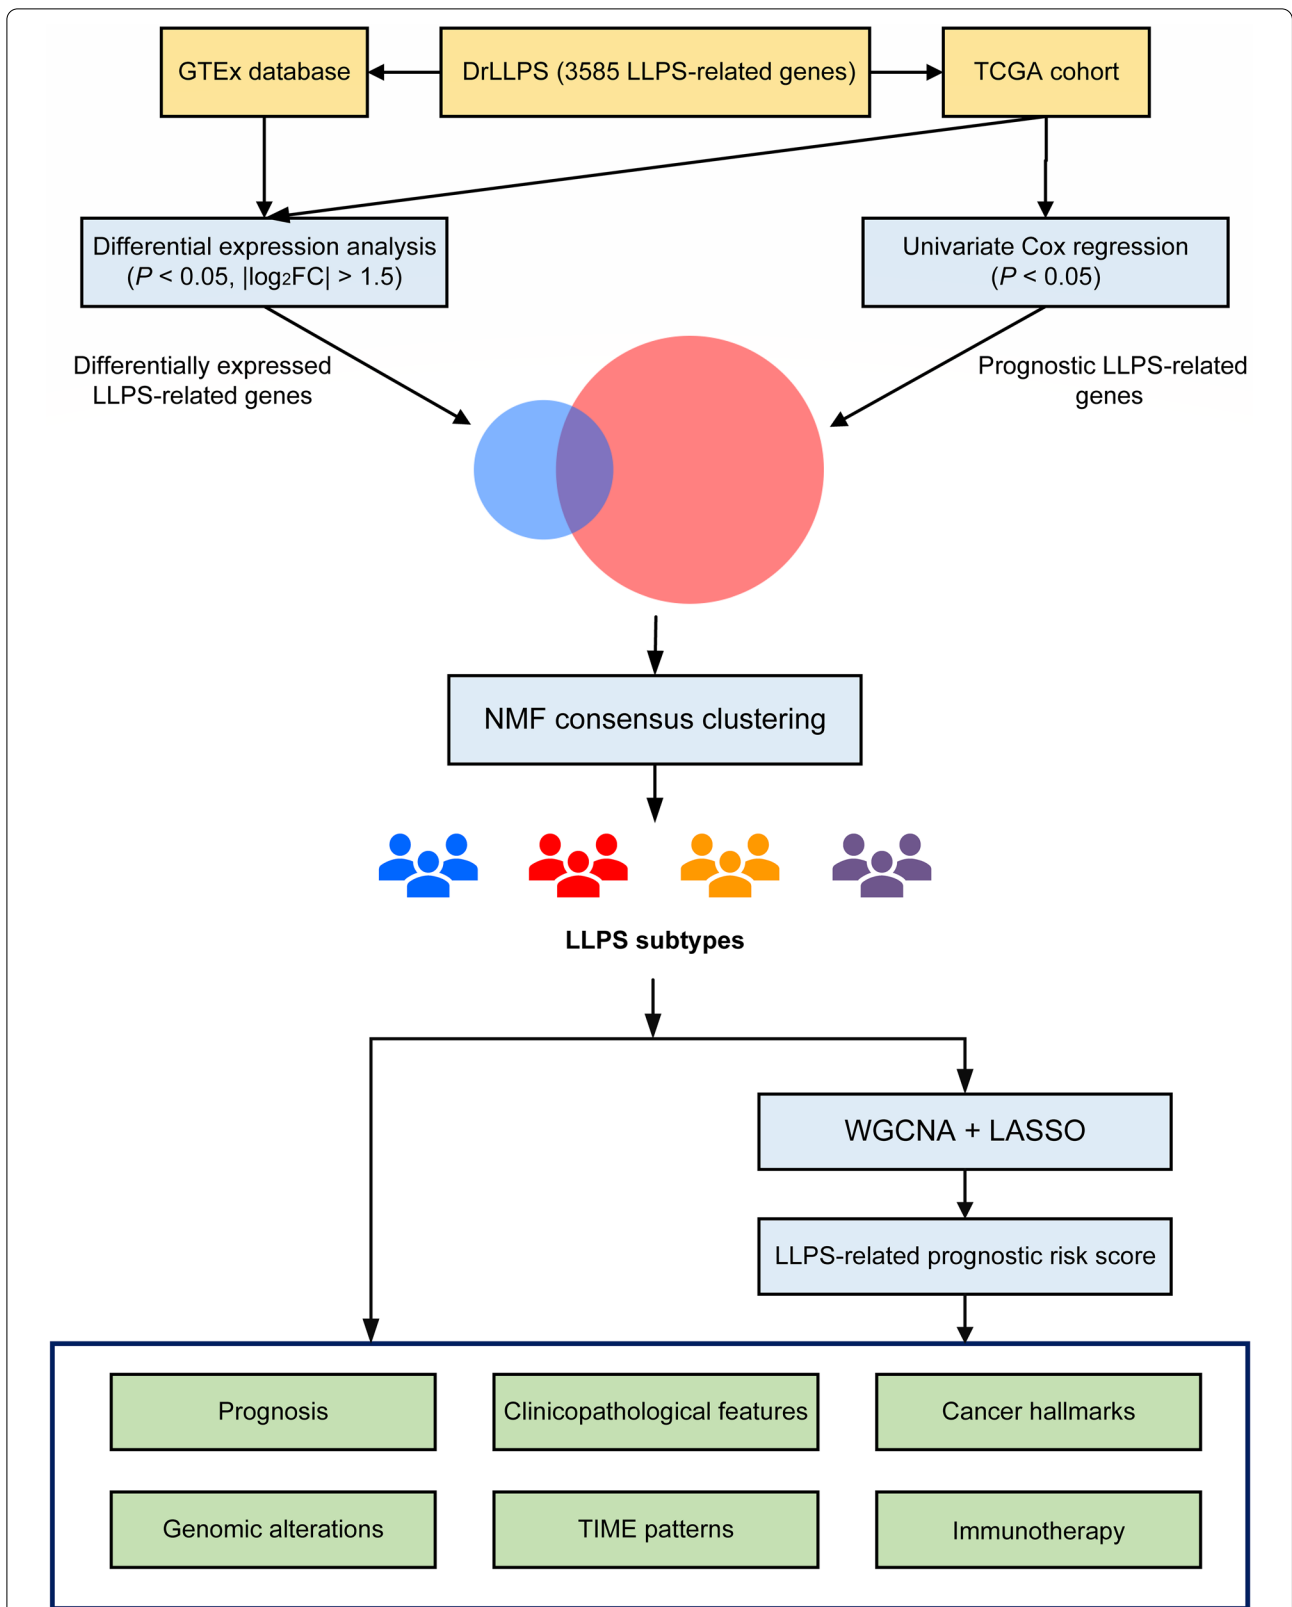 GTEx database
DrLLPS (3585 LLPS-related genes)
TCGA cohort
Differential expression analysis
(P < 0.05, |log₂FC| > 1.5)
Univariate Cox regression
(P < 0.05)
Differentially expressed
LLPS-related genes
Prognostic LLPS-related
genes
NMF consensus clustering
LLPS subtypes
WGCNA + LASSO
LLPS-related prognostic risk score
Prognosis
Clinicopathological features
Cancer hallmarks
Genomic alterations
TIME patterns
Immunotherapy